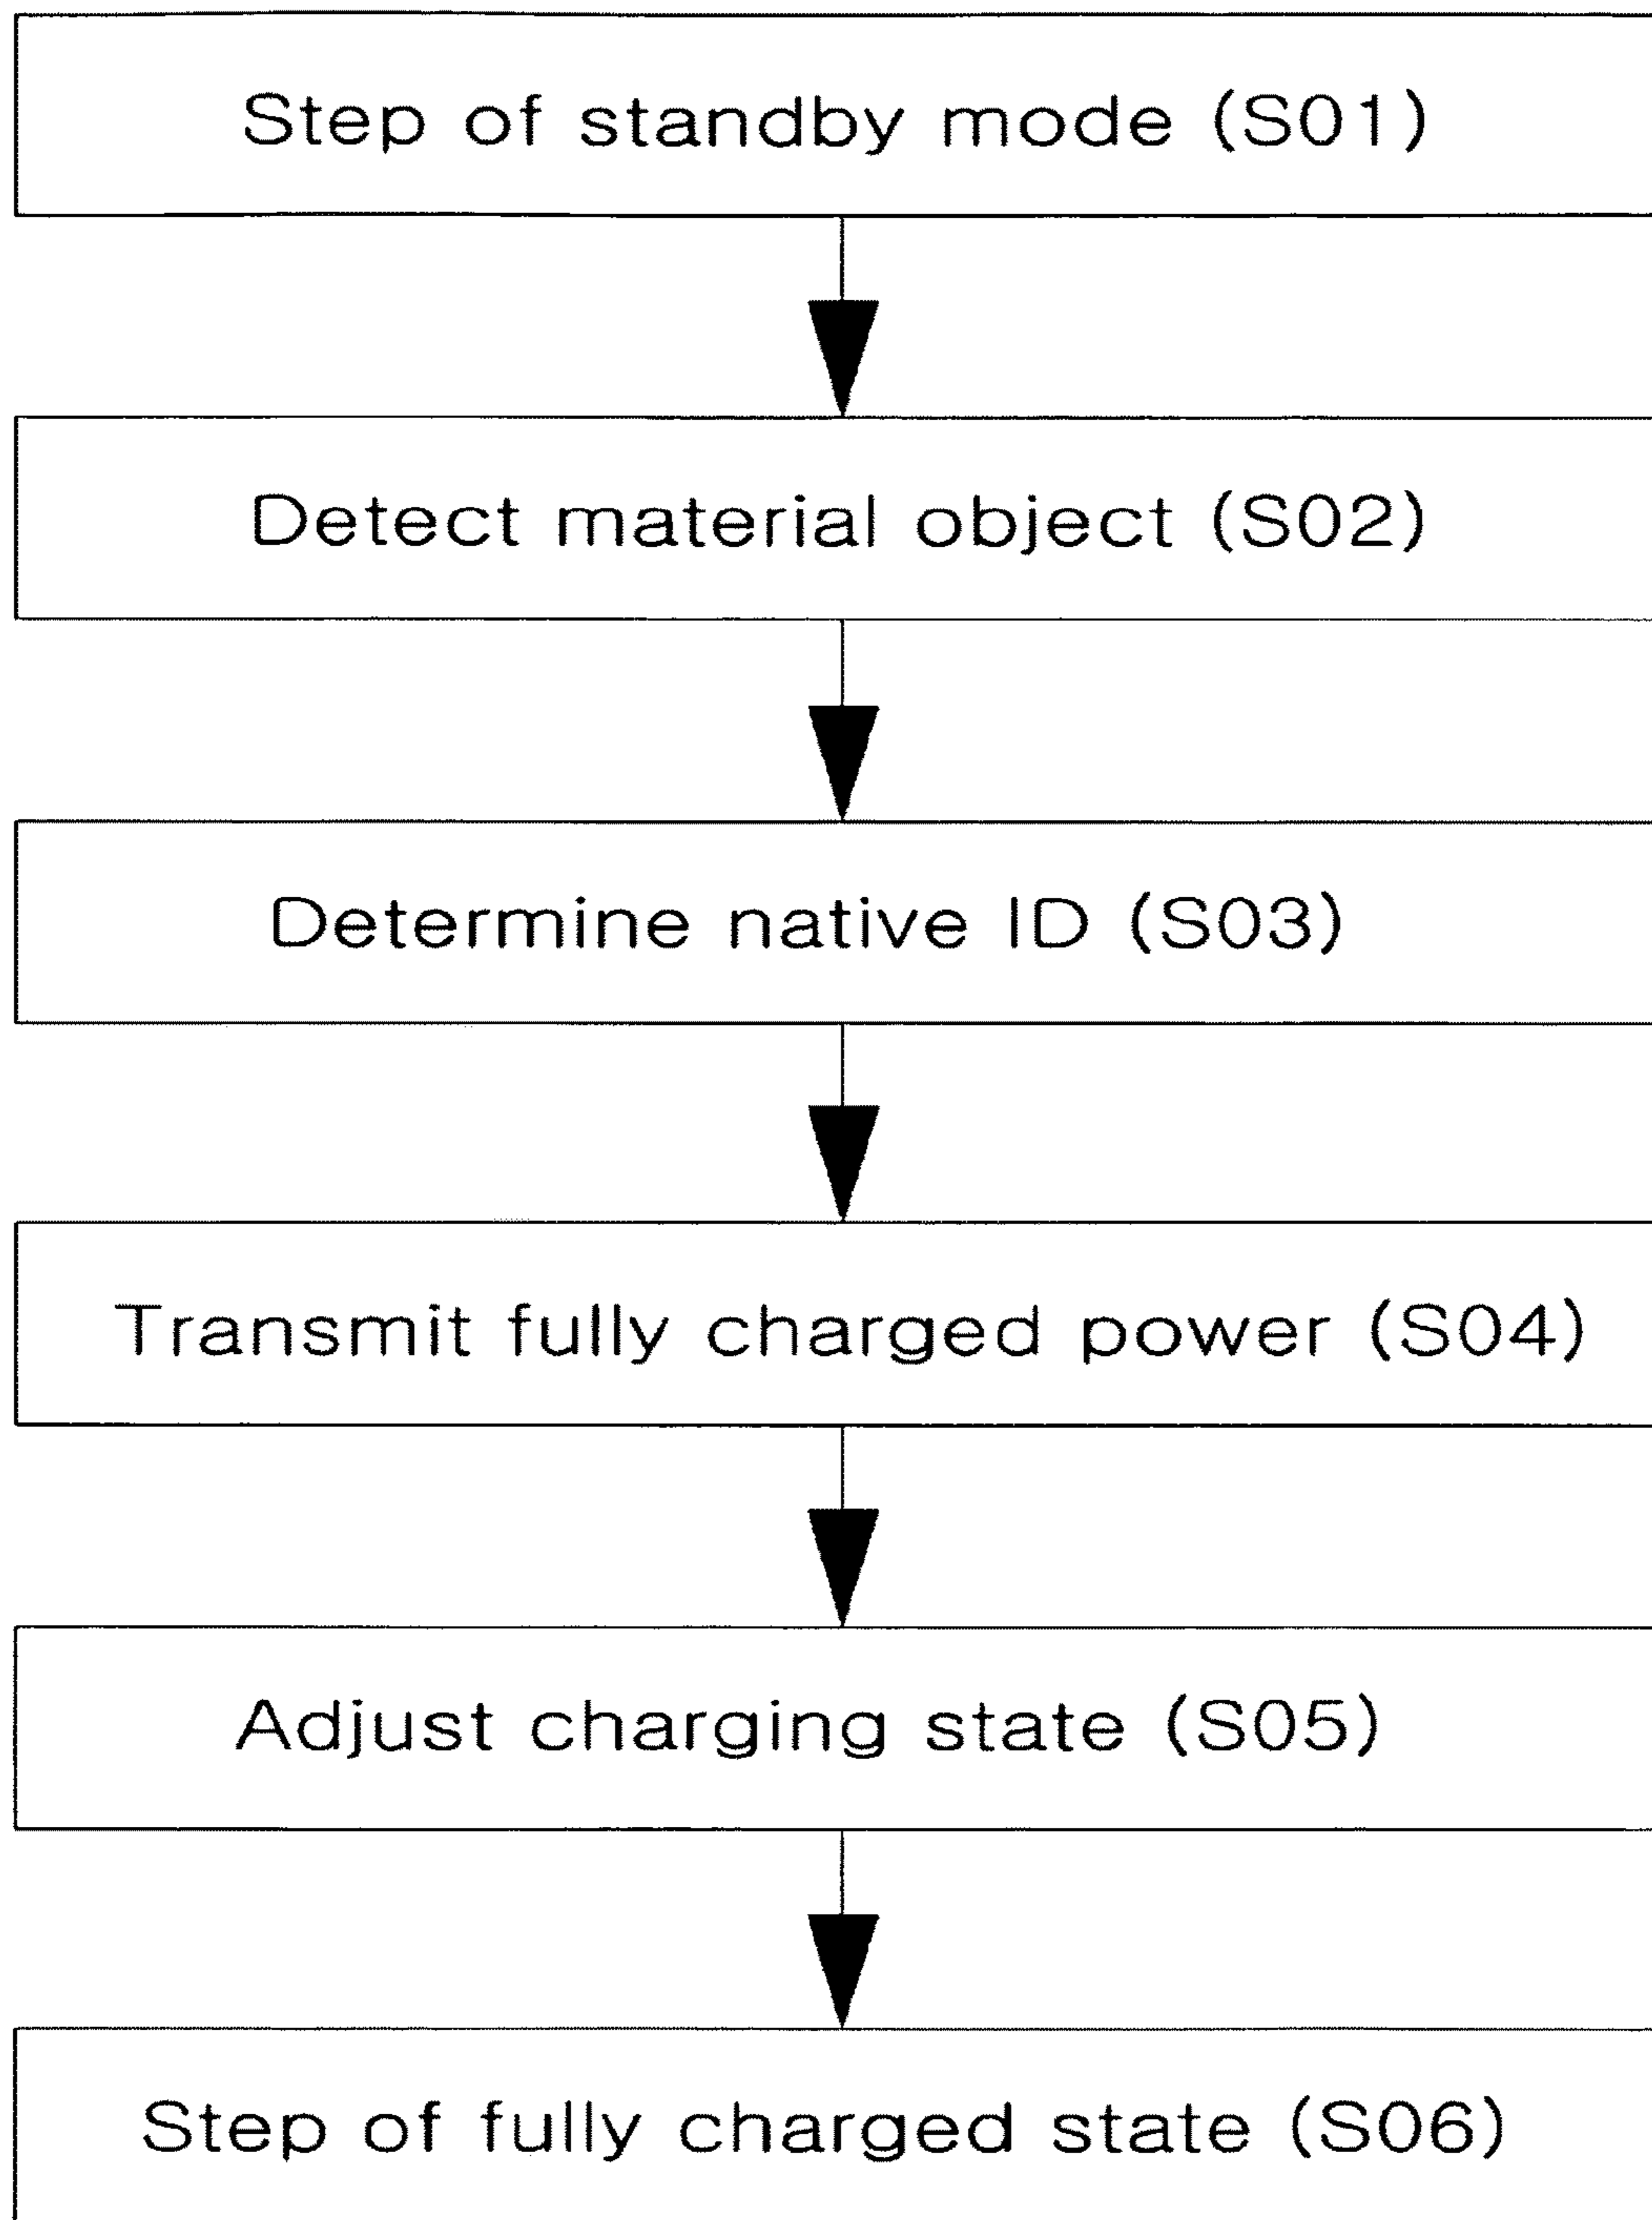 Step of standby mode (S01)
Detect material object (S02)
Determine native ID (S03)
Transmit fully charged power (S04)
Adjust charging state (S05)
Step of fully charged state (S06)